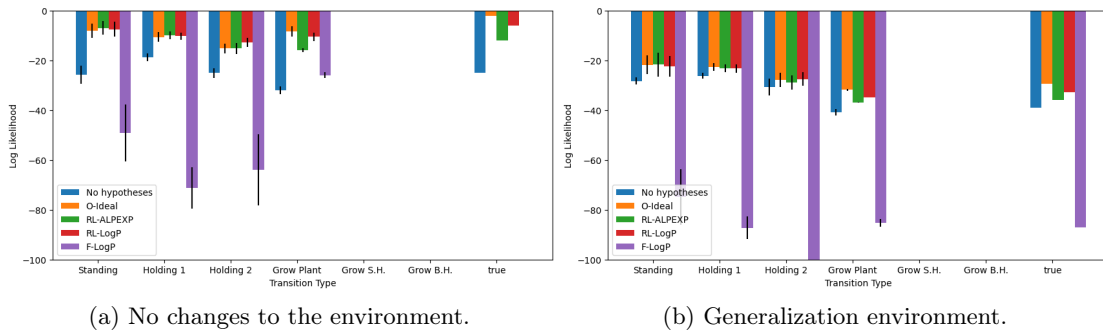 0
−20
−40
−60
−80
−100
Log Likelihood
No hypotheses
O-Ideal
RL-ALPEXP
RL-LogP
F-LogP
Standing Holding 1 Holding 2 Grow Plant Grow S.H. Grow B.H. true
Transition Type
(a) No changes to the environment.
0
−20
−40
−60
−80
−100
Log Likelihood
No hypotheses
O-Ideal
RL-ALPEXP
RL-LogP
F-LogP
Standing Holding 1 Holding 2 Grow Plant Grow S.H. Grow B.H. true
Transition Type
(b) Generalization environment.